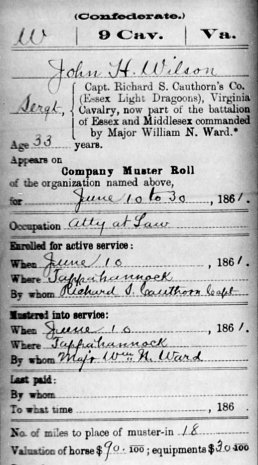 (Confederate.)
W | 9 Cav. | Va.
John H. Wilson
Sergt, { Capt. Richard S. Cauthorn's Co.
(Essex Light Dragoons), Virginia
Cavalry, now part of the battalion
of Essex and Middlesex commanded
by Major William N. Ward.*
Age 33 years.
Appears on
Company Muster Roll
of the organization named above,
for June 10 to 30, 1861.
Occupation Atty at Law
Enrolled for active service:
When June 10, 1861.
Where Tappahannock
By whom Richard S. Cauthorn Capt
Mustered into service:
When June 10, 1861.
Where Tappahannock
By whom Major Wm. N. Ward
Last paid:
By whom
To what time , 186
No. of miles to place of muster-in 18
Valuation of horse $90 100; equipments $30 100